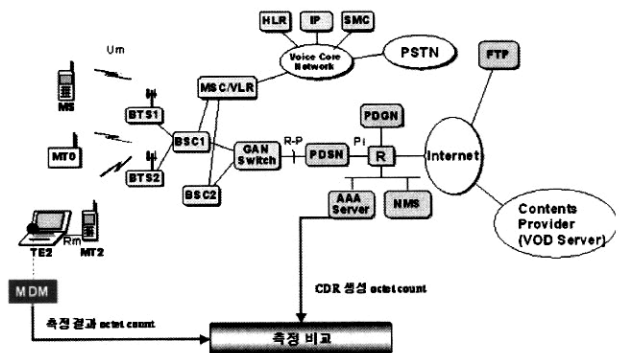 HLR
IP
SMC
Um
Voice Core
Network
PSTN
FTP
MS
MSC/VLR
BTS1
PDGN
BSC1
R-P
Pi
MT0
GAN
Switch
PDSN
R
Internet
BTS2
BSC2
AAA
Server
NMS
Contents
Provider
(VOD Server)
Rm
TE2
MT2
MDM
CDR 생성 octet count
측정 결과 octet count
측정 비교